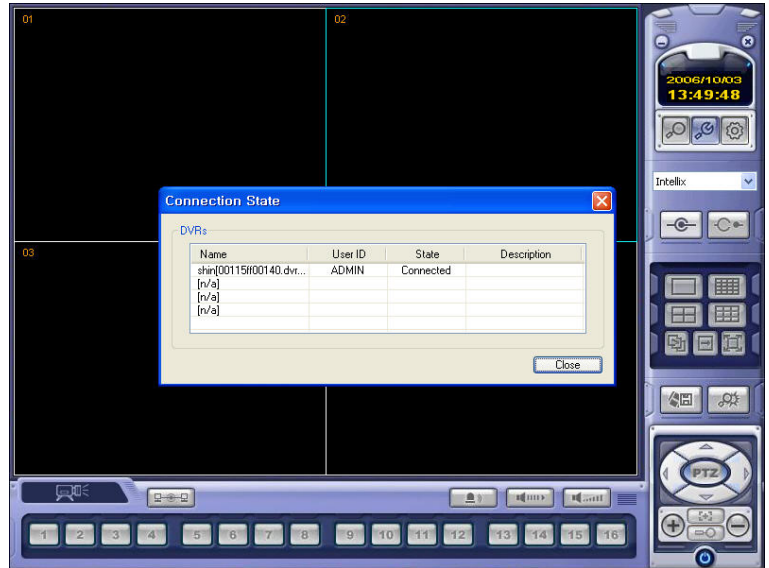 01
02
2006/10/03
13:49:48
Intellix
Connection State
DVRs
Name User ID State Description
shin[00115ff00140.dvr... ADMIN Connected
[n/a]
[n/a]
[n/a]
Close
03
PTZ
1 2 3 4 5 6 7 8 9 10 11 12 13 14 15 16